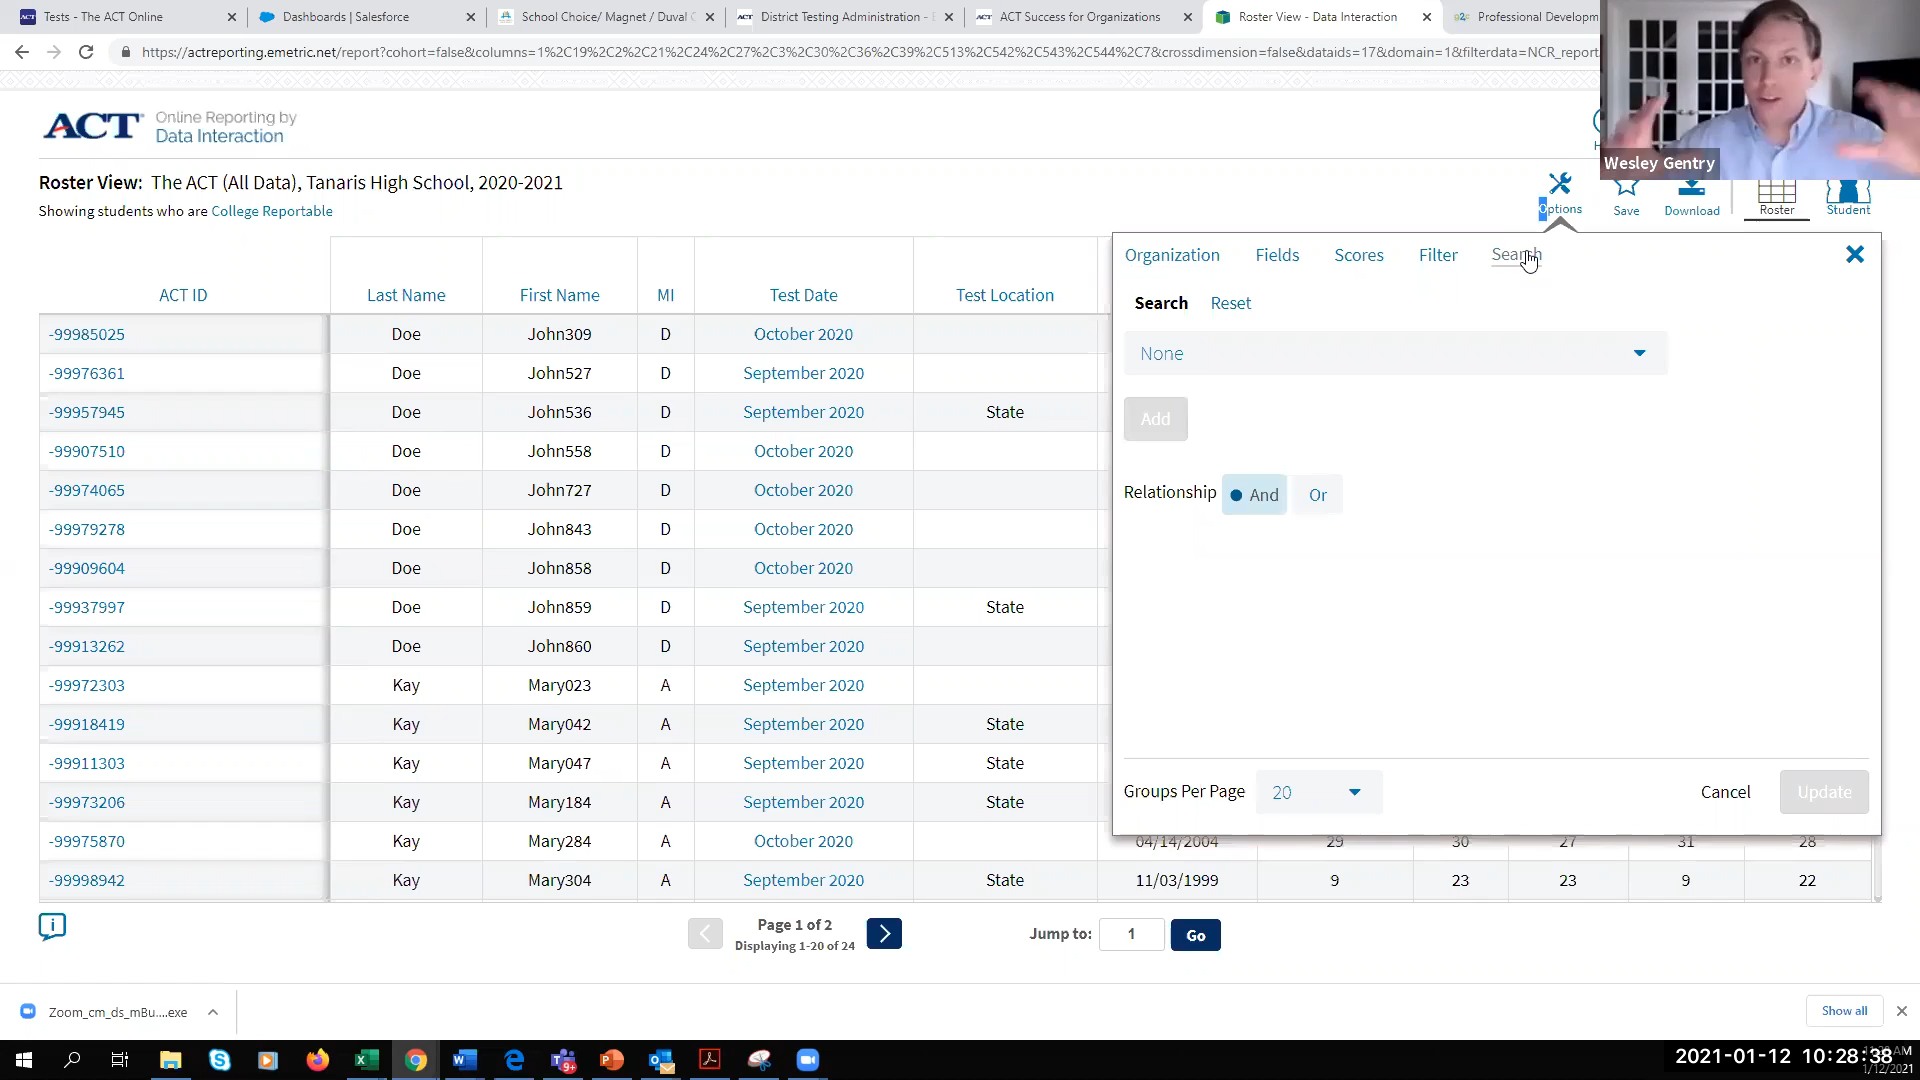 Tests - The ACT Online
Dashboards | Salesforce
School Choice/ Magnet / Duval C
ACT District Testing Administration - E
ACT ACT Success for Organizations
Roster View - Data Interaction
Professional Developm
https://actreporting.emetric.net/report?cohort=false&columns=1%2C19%2C2%2C21%2C24%2C27%2C3%2C30%2C36%2C39%2C513%2C542%2C543%2C544%2C7&crossdimension=false&dataids=17&domain=1&filterdata=NCR_report
ACT Online Reporting by
Data Interaction
Wesley Gentry
Roster View: The ACT (All Data), Tanaris High School, 2020-2021
Showing students who are College Reportable
Options Save Download Roster Student
ACT ID Last Name First Name MI Test Date Test Location
-99985025 Doe John309 D October 2020
-99976361 Doe John527 D September 2020
-99957945 Doe John536 D September 2020 State
-99907510 Doe John558 D October 2020
-99974065 Doe John727 D October 2020
-99979278 Doe John843 D October 2020
-99909604 Doe John858 D October 2020
-99937997 Doe John859 D September 2020 State
-99913262 Doe John860 D September 2020
-99972303 Kay Mary023 A September 2020
-99918419 Kay Mary042 A September 2020 State
-99911303 Kay Mary047 A September 2020 State
-99973206 Kay Mary184 A September 2020 State
-99975870 Kay Mary284 A October 2020 04/14/2004 29 30 27 31 28
-99998942 Kay Mary304 A September 2020 State 11/03/1999 9 23 23 9 22
Organization Fields Scores Filter Search
Search Reset
None
Add
Relationship And Or
Groups Per Page 20 Cancel Update
Page 1 of 2
Displaying 1-20 of 24
Jump to: 1 Go
Zoom_cm_ds_mBu....exe
Show all
2021-01-12 10:28:38
1/12/2021